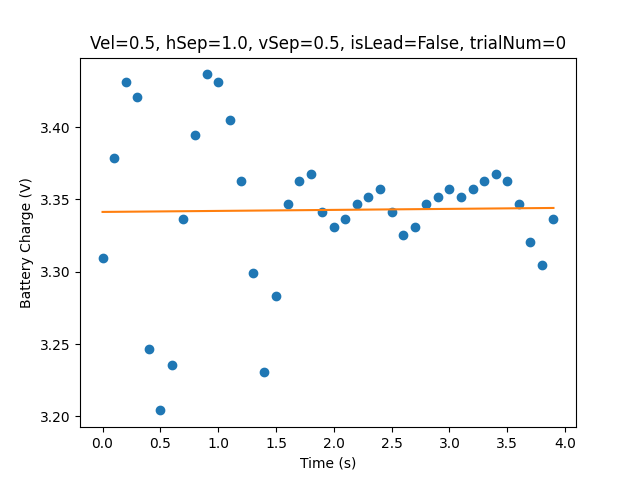 Vel=0.5, hSep=1.0, vSep=0.5, isLead=False, trialNum=0
3.40
3.35
3.30
3.25
3.20
Battery Charge (V)
0.0 0.5 1.0 1.5 2.0 2.5 3.0 3.5 4.0
Time (s)